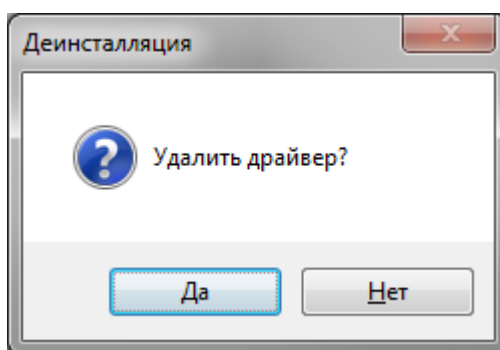 Деинсталляция
Удалить драйвер?
Да
Нет